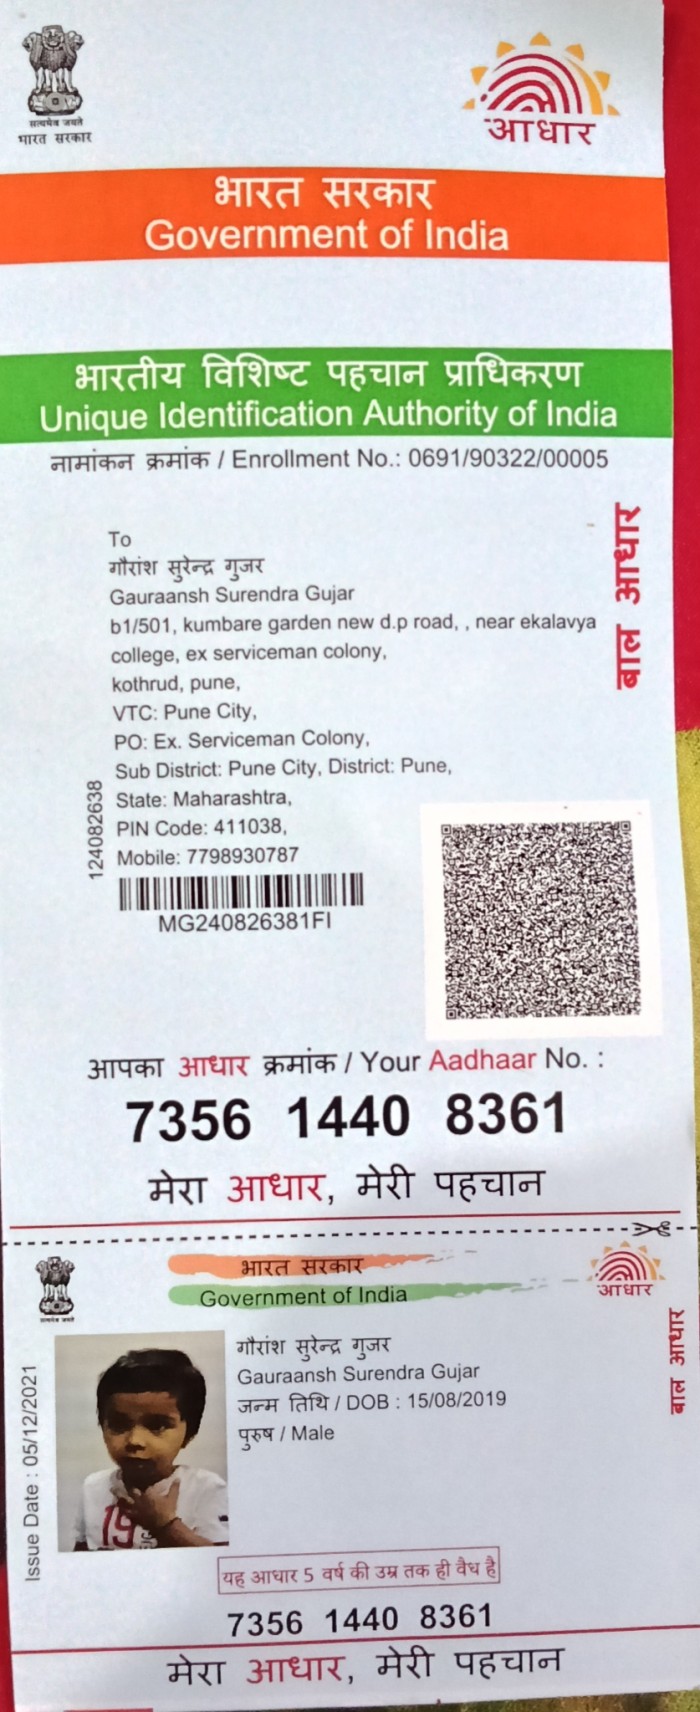 सत्यमेव जयते
भारत सरकार
आधार
भारत सरकार
Government of India
भारतीय विशिष्ट पहचान प्राधिकरण
Unique Identification Authority of India
नामांकन क्रमांक / Enrollment No.: 0691/90322/00005
To
गौरांश सुरेन्द्र गुजर
Gauraansh Surendra Gujar
b1/501, kumbare garden new d.p road, , near ekalavya
college, ex serviceman colony,
kothrud, pune,
VTC: Pune City,
PO: Ex. Serviceman Colony,
Sub District: Pune City, District: Pune,
State: Maharashtra,
PIN Code: 411038,
Mobile: 7798930787
124082638
बाल आधार
MG240826381FI
आपका आधार क्रमांक / Your Aadhaar No. :
7356 1440 8361
मेरा आधार, मेरी पहचान
सत्यमेव जयते
भारत सरकार
Government of India
आधार
गौरांश सुरेन्द्र गुजर
Gauraansh Surendra Gujar
जन्म तिथि / DOB : 15/08/2019
पुरुष / Male
Issue Date : 05/12/2021
बाल आधार
19
यह आधार 5 वर्ष की उम्र तक ही वैध है
7356 1440 8361
मेरा आधार, मेरी पहचान